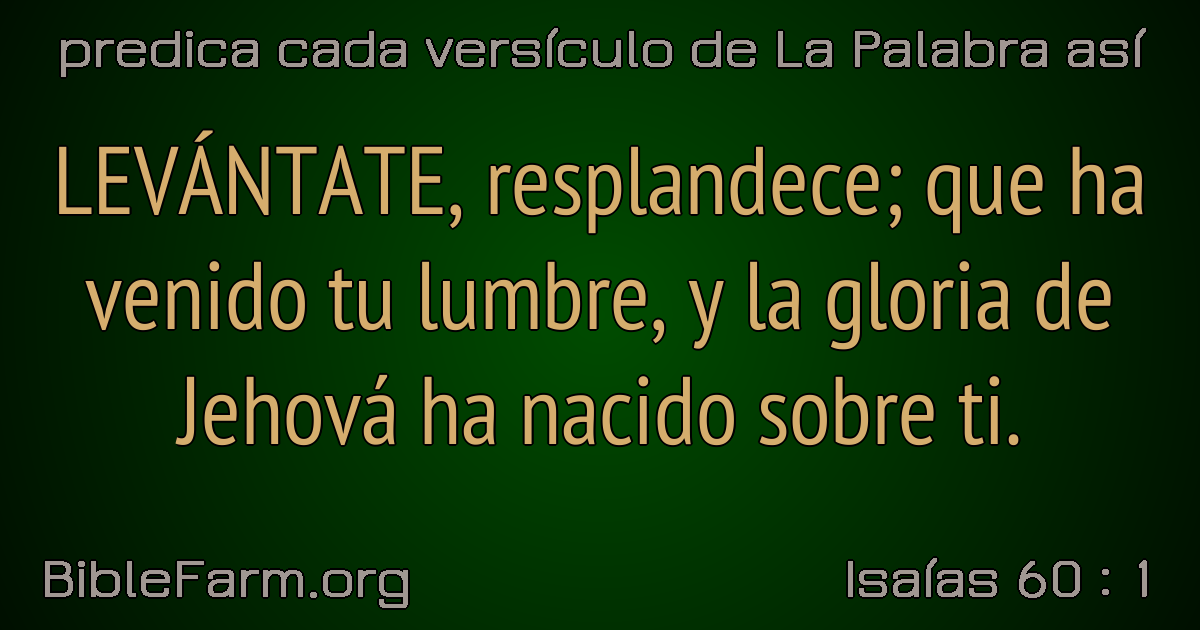 predica cada versículo de La Palabra así
LEVÁNTATE, resplandece; que ha
venido tu lumbre, y la gloria de
Jehová ha nacido sobre ti.
BibleFarm.org
Isaías 60 : 1